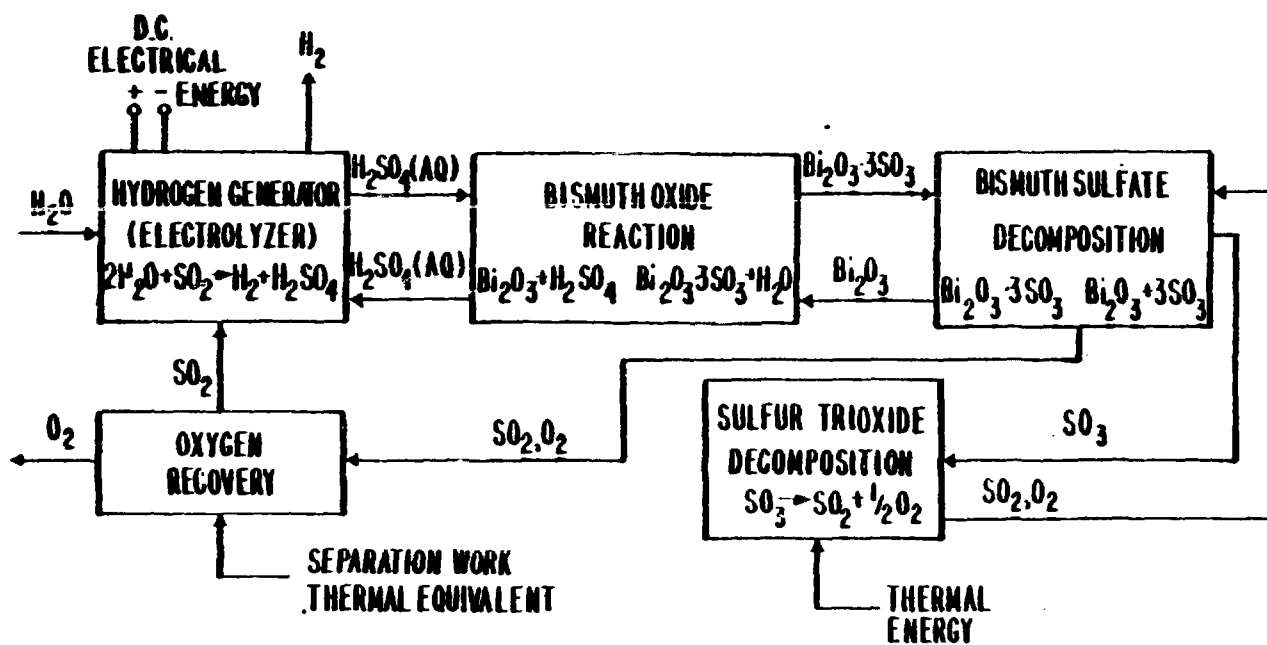 D.C.
ELECTRICAL
+ - ENERGY
H₂
H₂O
HYDROGEN GENERATOR
(ELECTROLYZER)
2H₂O+SO₂→H₂+H₂SO₄
H₂SO₄(AQ)
H₂SO₄(AQ)
BISMUTH OXIDE
REACTION
Bi₂O₃+H₂SO₄ Bi₂O₃·3SO₃+H₂O
Bi₂O₃·3SO₃
Bi₂O₃
BISMUTH SULFATE
DECOMPOSITION
Bi₂O₃·3SO₃ Bi₂O₃+3SO₃
SO₂
O₂
OXYGEN
RECOVERY
SO₂,O₂
SULFUR TRIOXIDE
DECOMPOSITION
SO₃→SO₂+1/2O₂
SO₃
SO₂,O₂
SEPARATION WORK
THERMAL EQUIVALENT
THERMAL
ENERGY